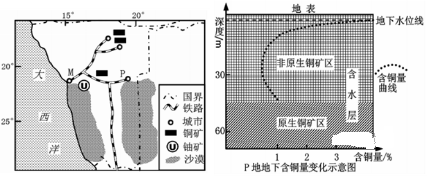 15°
20°
M
P
20°
25°
大
西
洋
U
国界
铁路
城市
铜矿
U 铀矿
沙漠
地表
深度/m
地下水位线
非原生铜矿区
含水层
含铜量曲线
30
原生铜矿区
60
1 2 3
含铜量/%
P地地下含铜量变化示意图